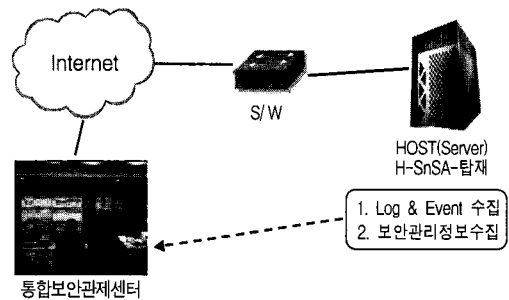 Internet
S/W
HOST(Server)
H-SnSA-탑재
1. Log & Event 수집
2. 보안관리정보수집
통합보안관제센터